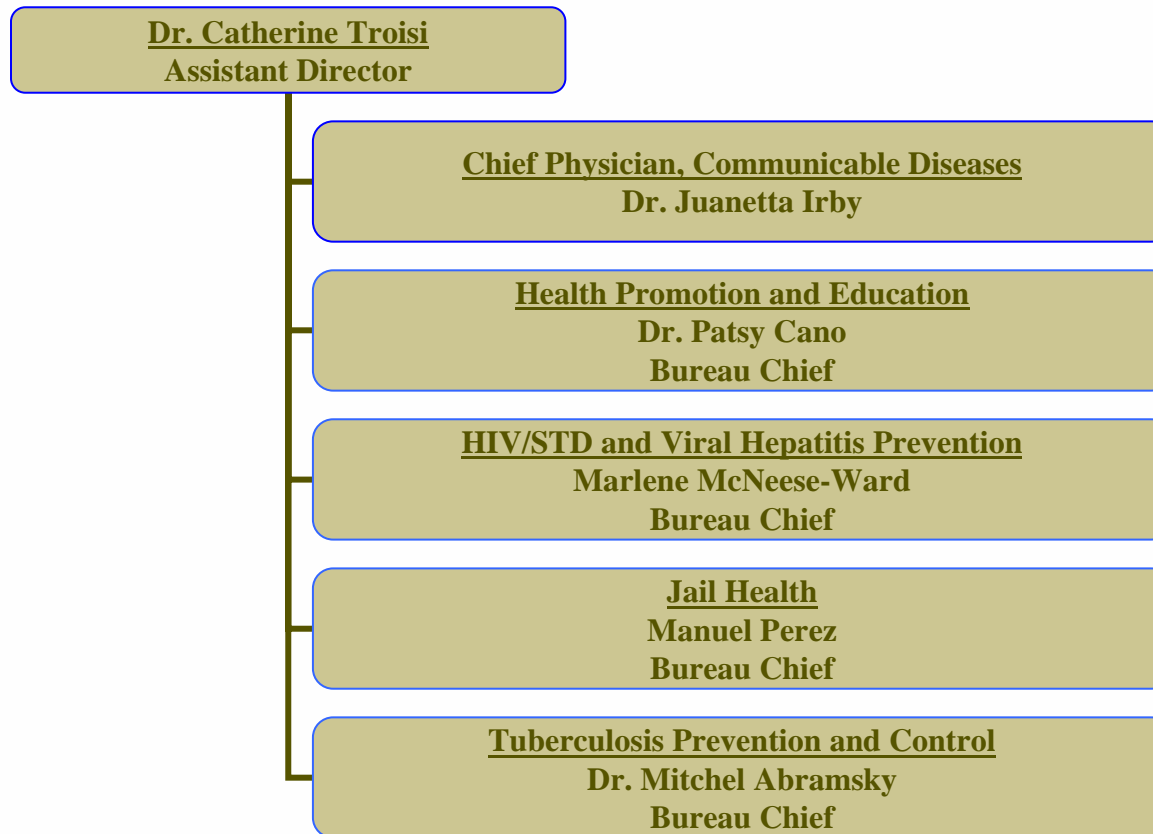 Dr. Catherine Troisi
Assistant Director
Chief Physician, Communicable Diseases
Dr. Juanetta Irby
Health Promotion and Education
Dr. Patsy Cano
Bureau Chief
HIV/STD and Viral Hepatitis Prevention
Marlene McNeese-Ward
Bureau Chief
Jail Health
Manuel Perez
Bureau Chief
Tuberculosis Prevention and Control
Dr. Mitchel Abramsky
Bureau Chief